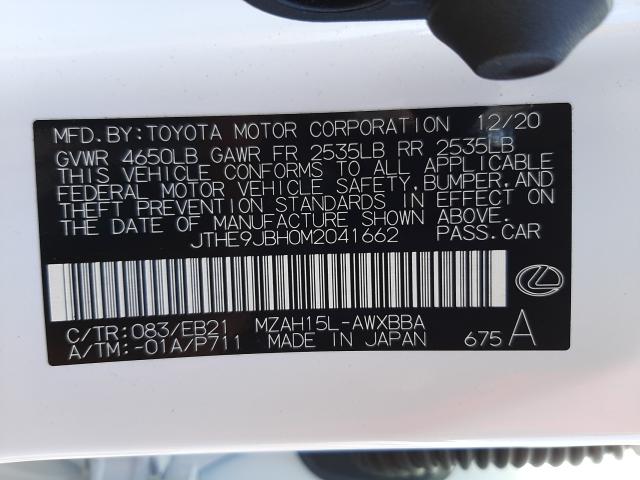 MFD. BY: TOYOTA MOTOR CORPORATION 12/20
GVWR 4650LB GAWR FR 2535LB RR 2535LB
THIS VEHICLE CONFORMS TO ALL APPLICABLE
FEDERAL MOTOR VEHICLE SAFETY, BUMPER, AND
THEFT PREVENTION STANDARDS IN EFFECT ON
THE DATE OF MANUFACTURE SHOWN ABOVE.
JTHE9JBH0M2041662 PASS. CAR
C/TR: 083/EB21 MZAH15L-AWXBBA
A/TM: -01A/P711 MADE IN JAPAN 675 A